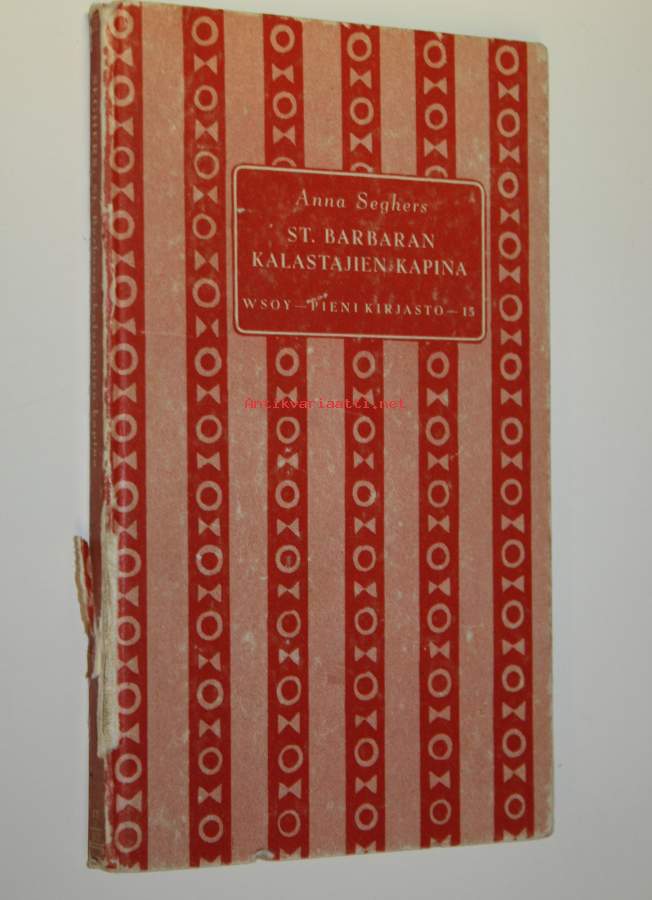 Anna Seghers
ST. BARBARAN
KALASTAJIEN KAPINA
WSOY — PIENI KIRJASTO — 15
Antikvariaatti.net